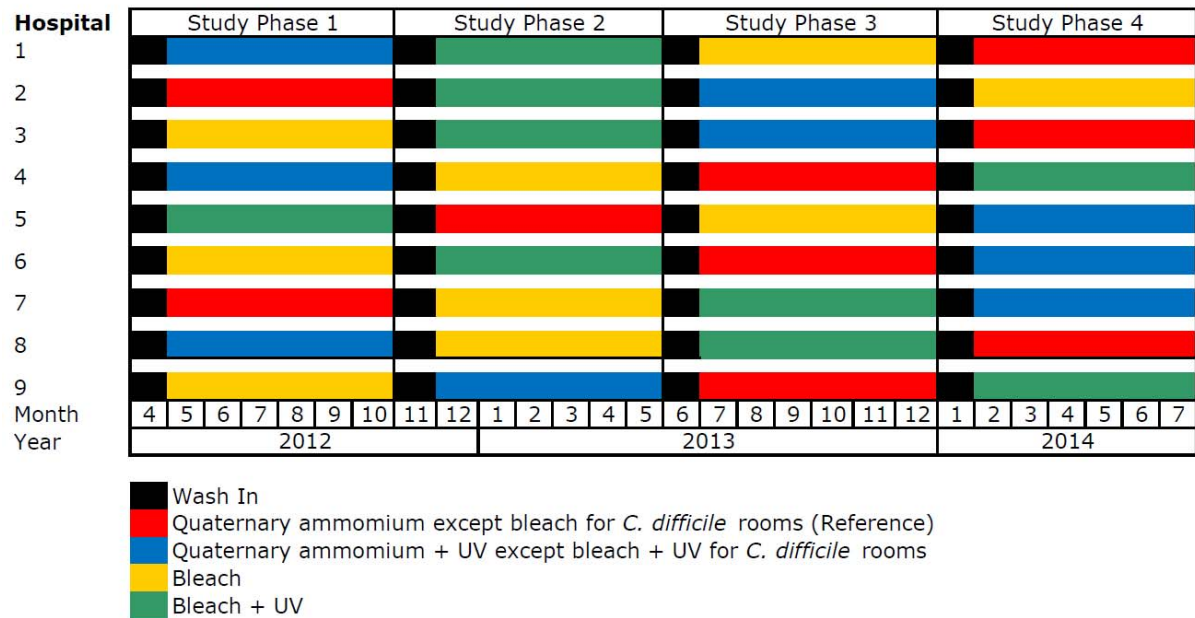 Hospital Study Phase 1 Study Phase 2 Study Phase 3 Study Phase 4
1
2
3
4
5
6
7
8
9
Month 4 5 6 7 8 9 10 11 12 1 2 3 4 5 6 7 8 9 10 11 12 1 2 3 4 5 6 7
Year 2012 2013 2014
Wash In
Quaternary ammomium except bleach for C. difficile rooms (Reference)
Quaternary ammomium + UV except bleach + UV for C. difficile rooms
Bleach
Bleach + UV